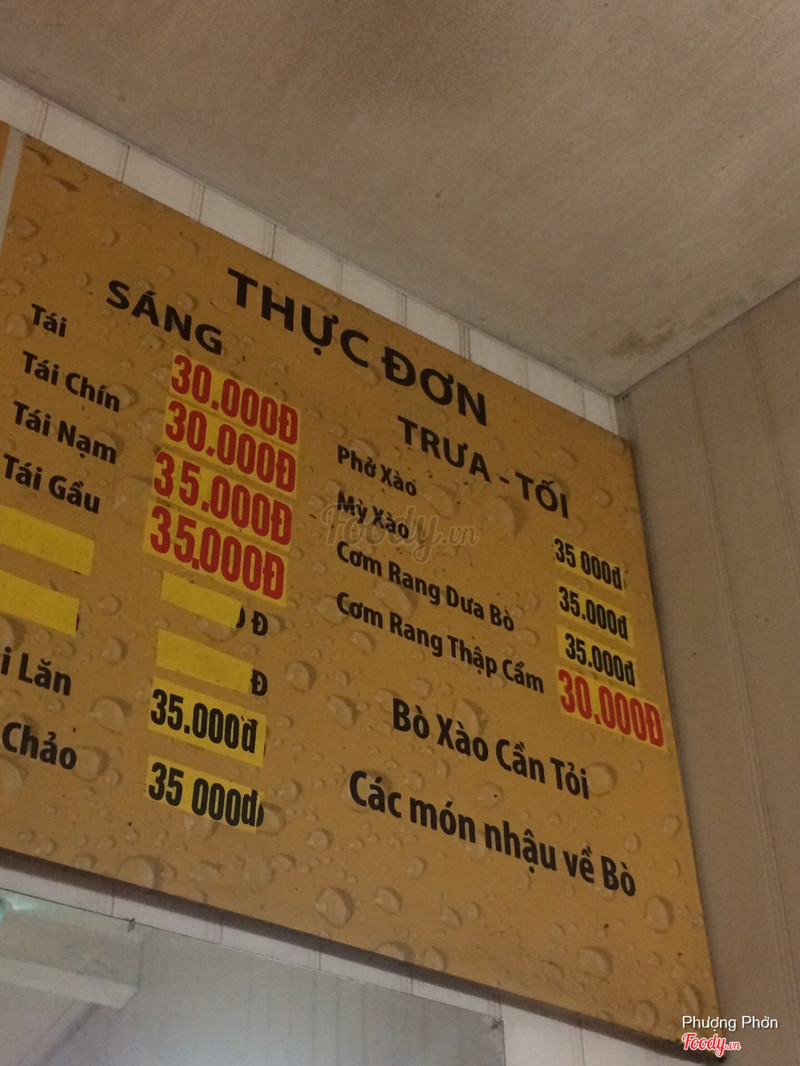 THỰC ĐƠN
SÁNG
Tái 30.000Đ
Tái Chín 30.000Đ
Tái Nạm 35.000Đ
Tái Gầu 35.000Đ
Đ
Đ
i Lăn 35.000đ
Chảo 35 000đ
TRƯA - TỐI
Phở Xào 35 000đ
Mỳ Xào 35.000đ
Cơm Rang Dưa Bò 35.000đ
Cơm Rang Thập Cẩm 30.000Đ
Bò Xào Cần Tỏi
Các món nhậu về Bò
Foody.vn
Phượng Phởn
Foody.vn